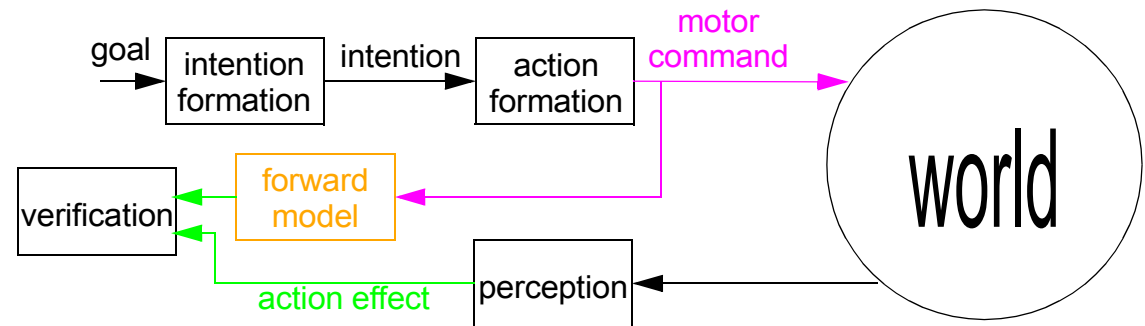 goal
intention
formation
intention
action
formation
motor
command
world
forward
model
verification
action effect
perception